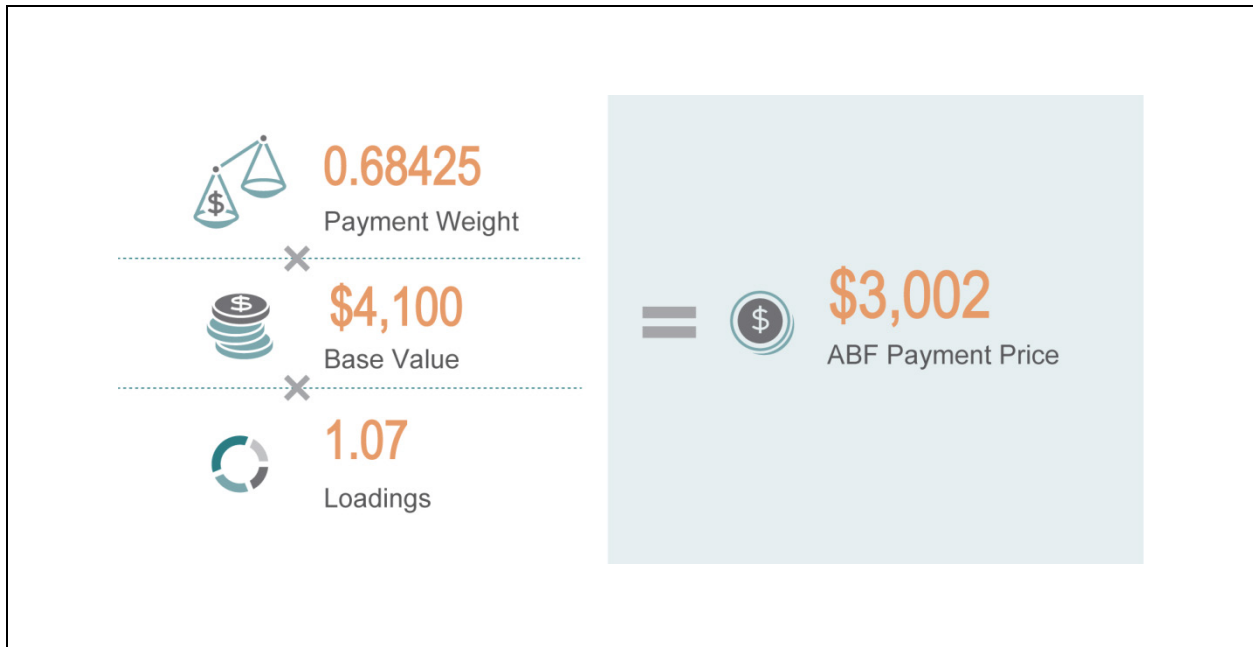 0.68425
Payment Weight
×
$4,100
Base Value
×
1.07
Loadings
=
$
$
$
$3,002
ABF Payment Price